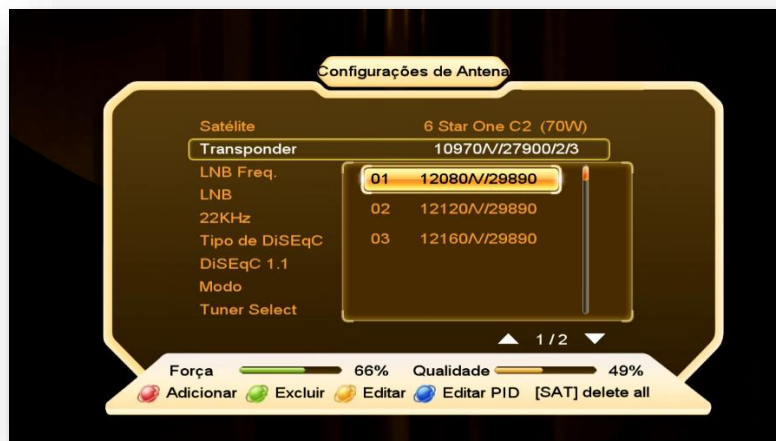 Configurações de Antena
Satélite 6 Star One C2 (70W)
Transponder 10970/V/27900/2/3
LNB Freq.
01 12080/V/29890
LNB
22KHz
02 12120/V/29890
Tipo de DiSEqC
03 12160/V/29890
DiSEqC 1.1
Modo
Tuner Select
1/2
Força 66% Qualidade 49%
Adicionar Excluir Editar Editar PID [SAT] delete all